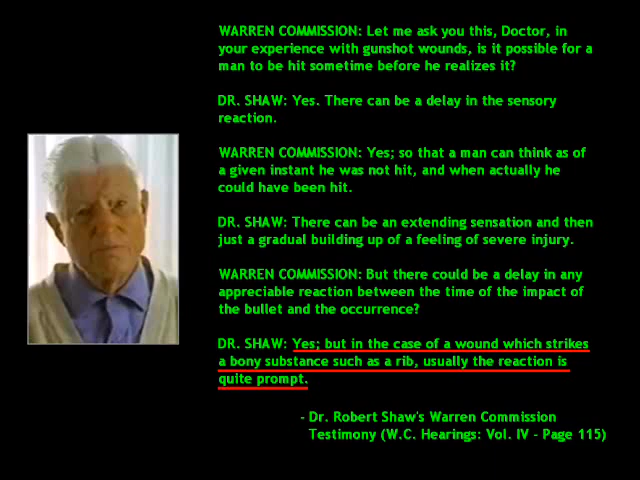 WARREN COMMISSION: Let me ask you this, Doctor, in
your experience with gunshot wounds, is it possible for a
man to be hit sometime before he realizes it?
DR. SHAW: Yes. There can be a delay in the sensory
reaction.
WARREN COMMISSION: Yes; so that a man can think as of
a given instant he was not hit, and when actually he
could have been hit.
DR. SHAW: There can be an extending sensation and then
just a gradual building up of a feeling of severe injury.
WARREN COMMISSION: But there could be a delay in any
appreciable reaction between the time of the impact of
the bullet and the occurrence?
DR. SHAW: Yes; but in the case of a wound which strikes
a bony substance such as a rib, usually the reaction is
quite prompt.
- Dr. Robert Shaw's Warren Commission
Testimony (W.C. Hearings: Vol. IV - Page 115)